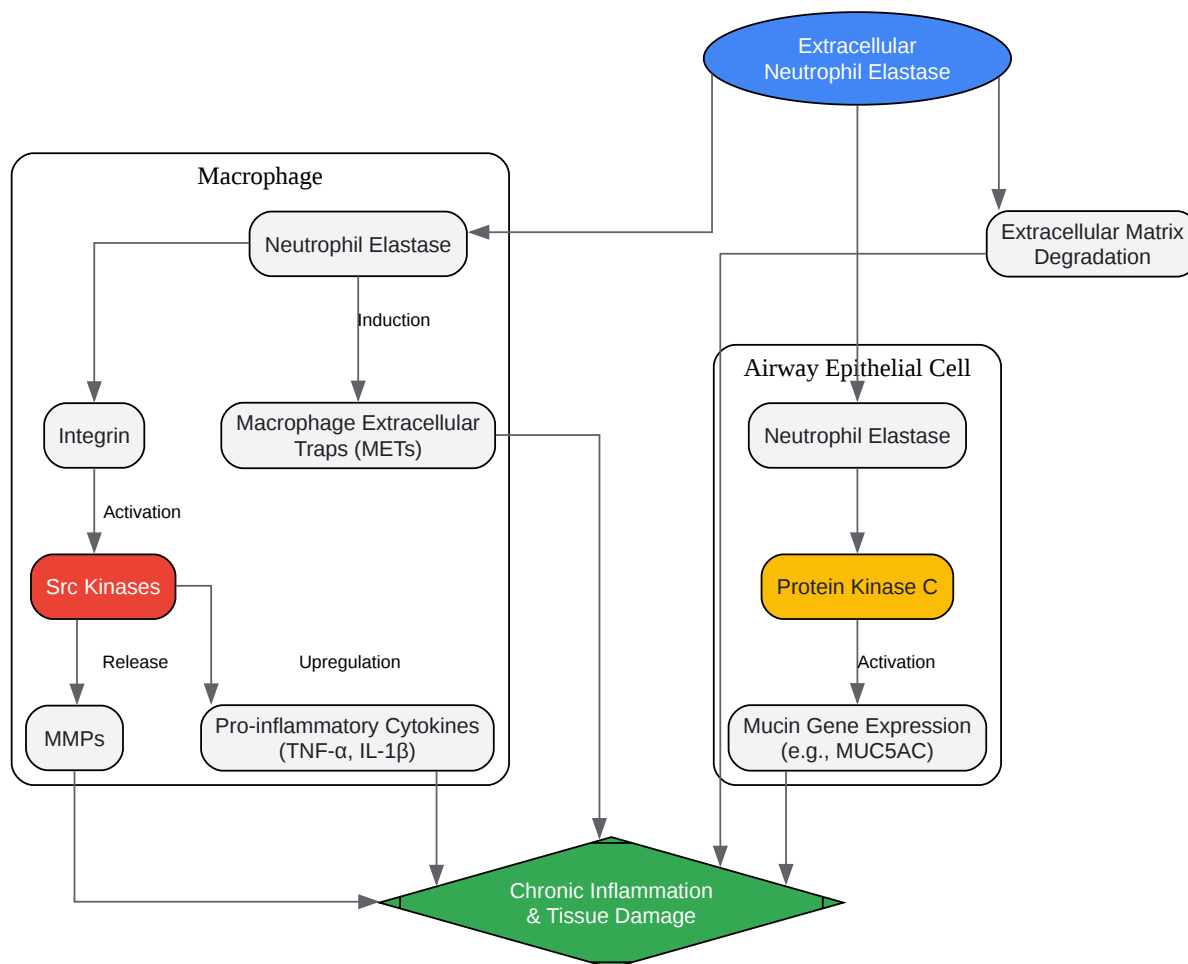 Extracellular
Neutrophil Elastase
Macrophage
Neutrophil Elastase
Extracellular Matrix
Degradation
Induction
Airway Epithelial Cell
Integrin
Macrophage Extracellular
Traps (METs)
Neutrophil Elastase
Activation
Src Kinases
Protein Kinase C
Release
Upregulation
Activation
MMPs
Pro-inflammatory Cytokines
(TNF-α, IL-1β)
Mucin Gene Expression
(e.g., MUC5AC)
Chronic Inflammation
& Tissue Damage